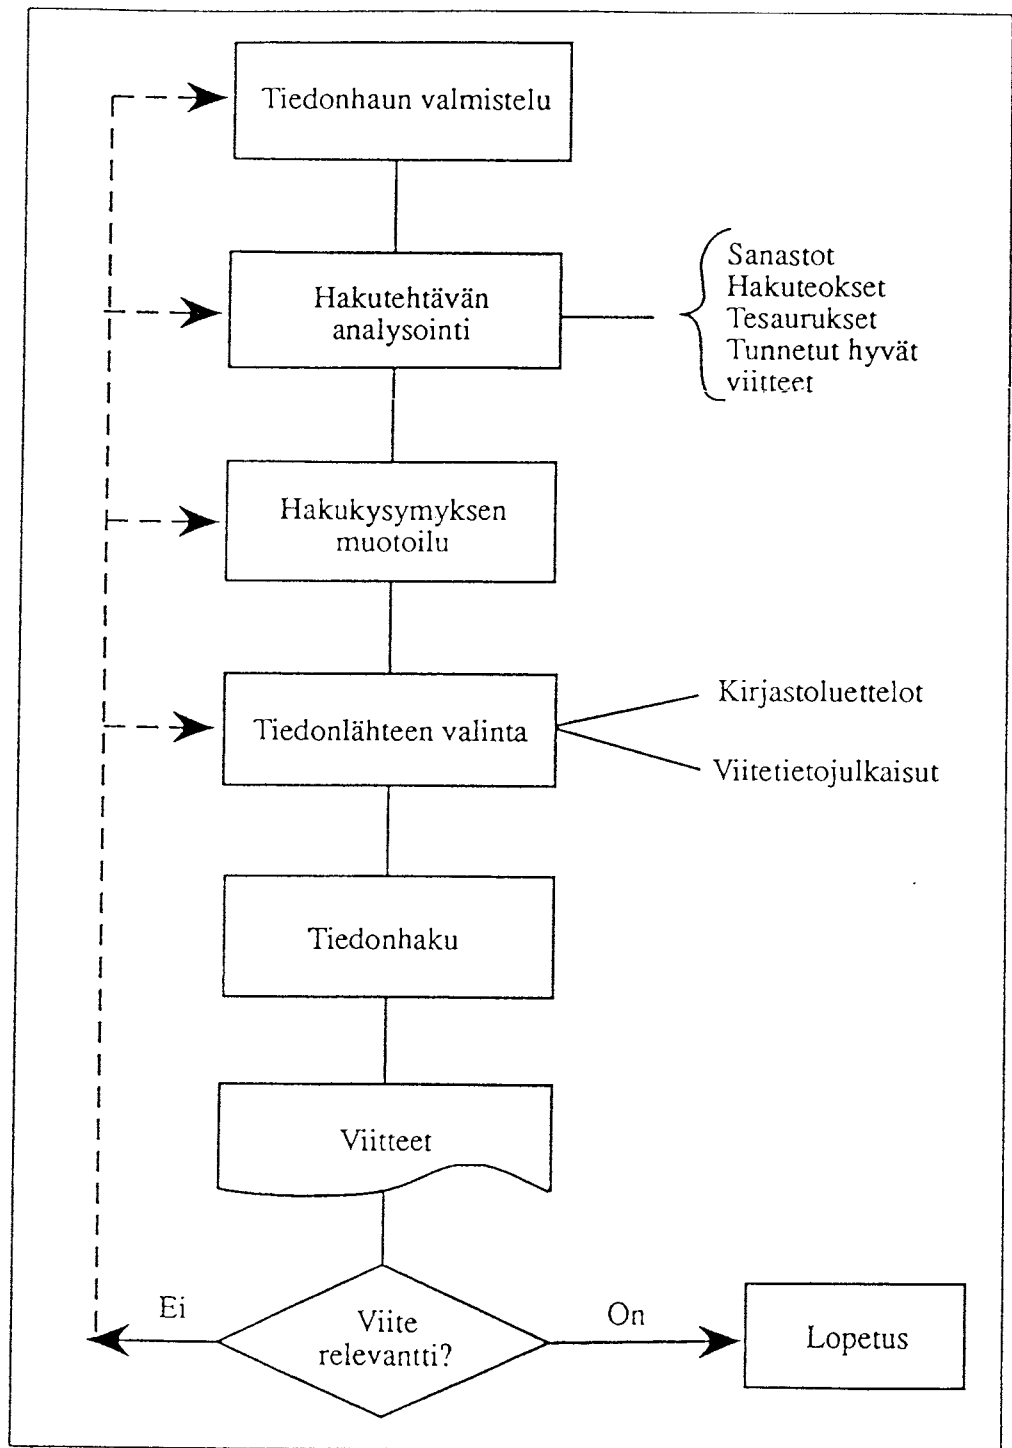 Tiedonhaun valmistelu
Hakutehtävän
analysointi
Sanastot
Hakuteokset
Tesaurukset
Tunnetut hyvät
viitteet
Hakukysymyksen
muotoilu
Tiedonlähteen valinta
Kirjastoluettelot
Viitetietojulkaisut
Tiedonhaku
Viitteet
Ei
Viite
relevantti?
On
Lopetus